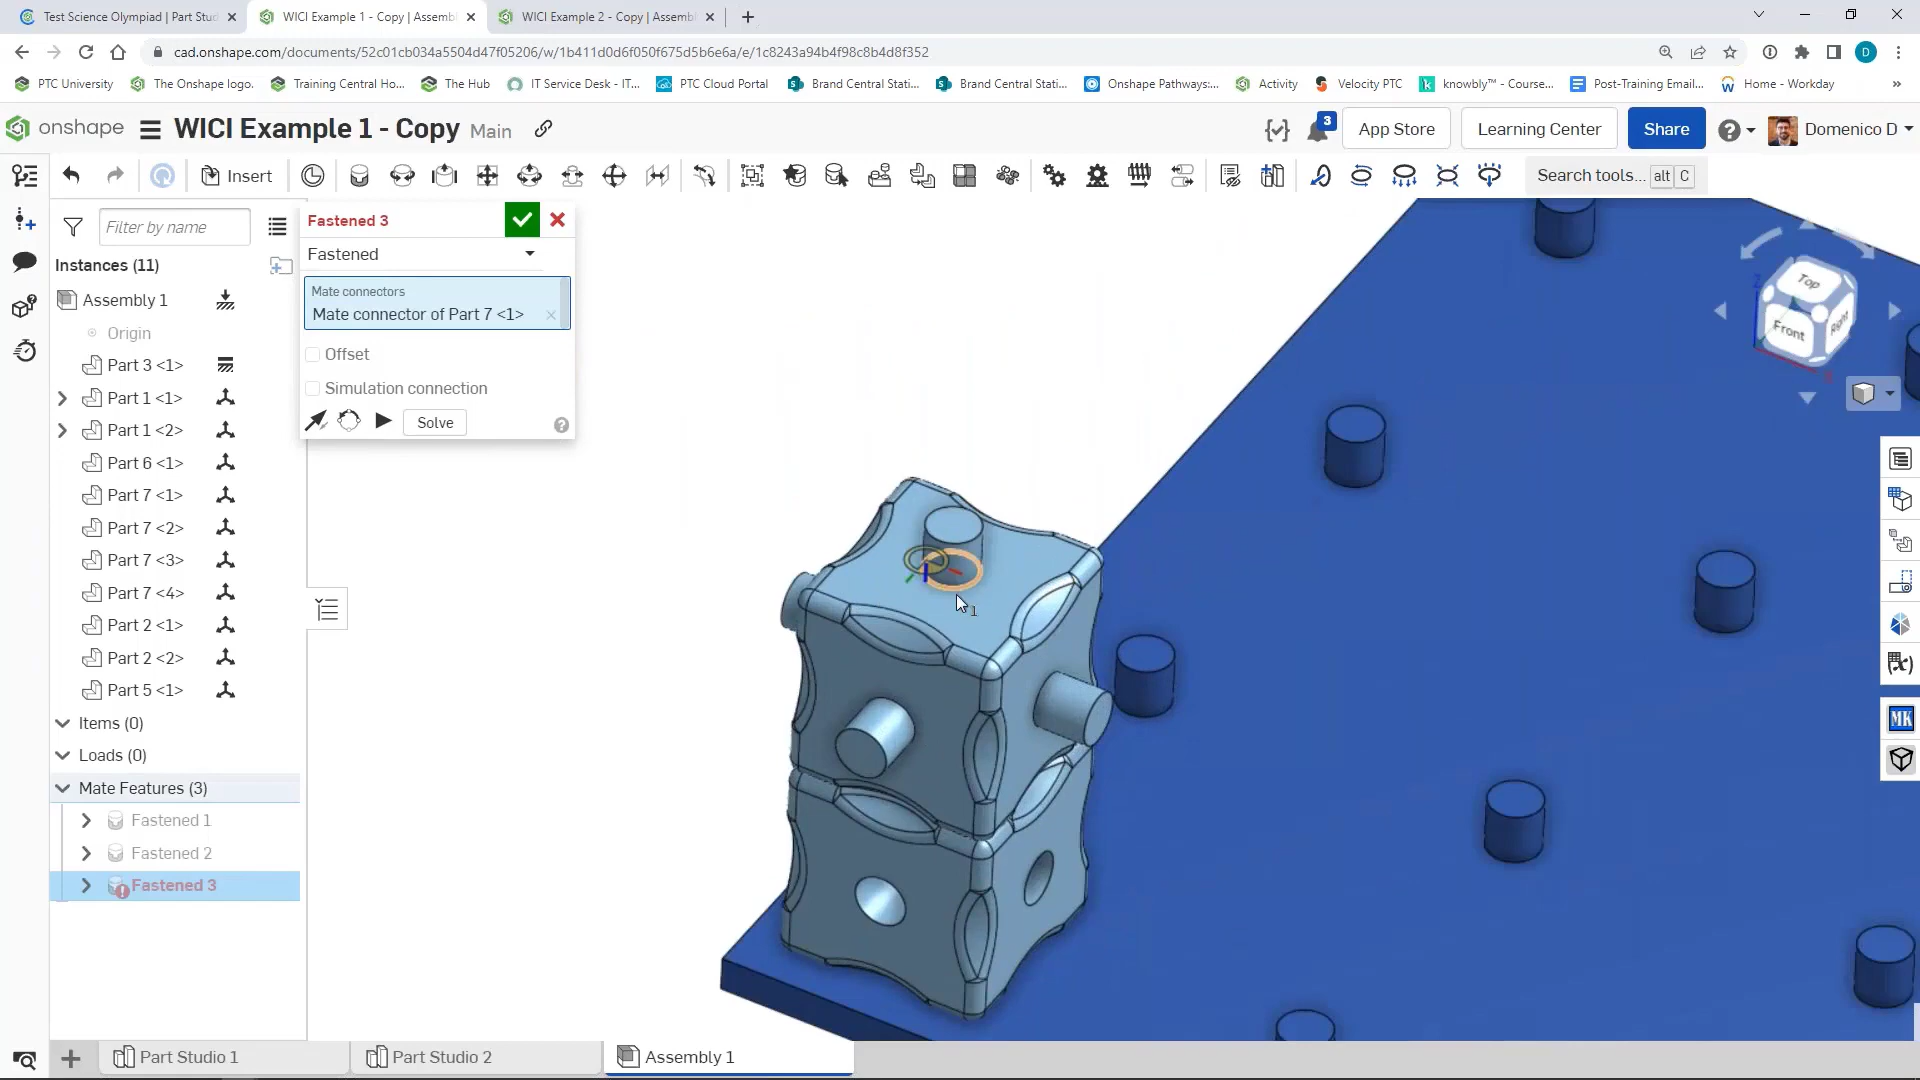 Test Science Olympiad | Part Stud
WICI Example 1 - Copy | Assembl
WICI Example 2 - Copy | Assembl
cad.onshape.com/documents/52c01cb034a5504d47f05206/w/1b411d0d6f050f675d5b6e6a/e/1c8243a94b4f98c8b4d8f352
D
PTC University
The Onshape logo.
Training Central Ho...
The Hub
IT Service Desk - IT...
PTC Cloud Portal
Brand Central Stati...
Brand Central Stati...
Onshape Pathways:...
Activity
Velocity PTC
knowbly™ - Course...
Post-Training Email...
Home - Workday
»
onshape
WICI Example 1 - Copy Main
3
App Store
Learning Center
Share
Domenico D
Insert
Search tools... alt C
Filter by name
Instances (11)
Assembly 1
Origin
Part 3 <1>
Part 1 <1>
Part 1 <2>
Part 6 <1>
Part 7 <1>
Part 7 <2>
Part 7 <3>
Part 7 <4>
Part 2 <1>
Part 2 <2>
Part 5 <1>
Items (0)
Loads (0)
Mate Features (3)
Fastened 1
Fastened 2
Fastened 3
Fastened 3
Fastened
Mate connectors
Mate connector of Part 7 <1>
Offset
Simulation connection
Solve
1
Z
Top
Front
Right
X
MK
Part Studio 1
Part Studio 2
Assembly 1